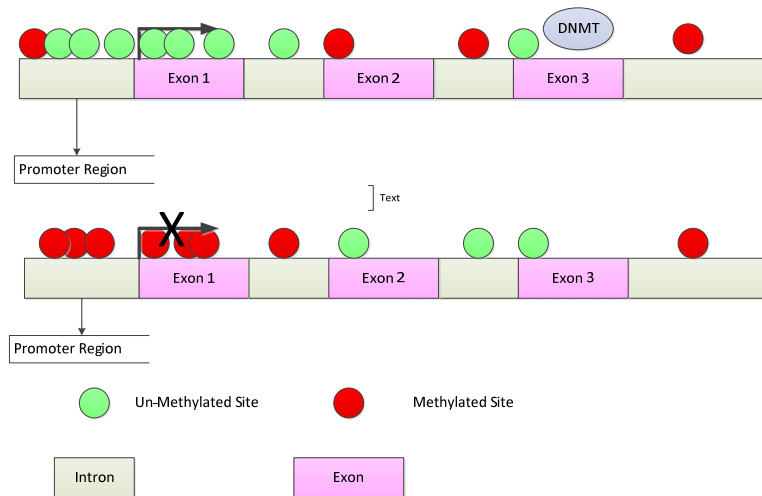 DNMT
Exon 1
Exon 2
Exon 3
Promoter Region
Text
X
Exon 1
Exon 2
Exon 3
Promoter Region
Un-Methylated Site
Methylated Site
Intron
Exon